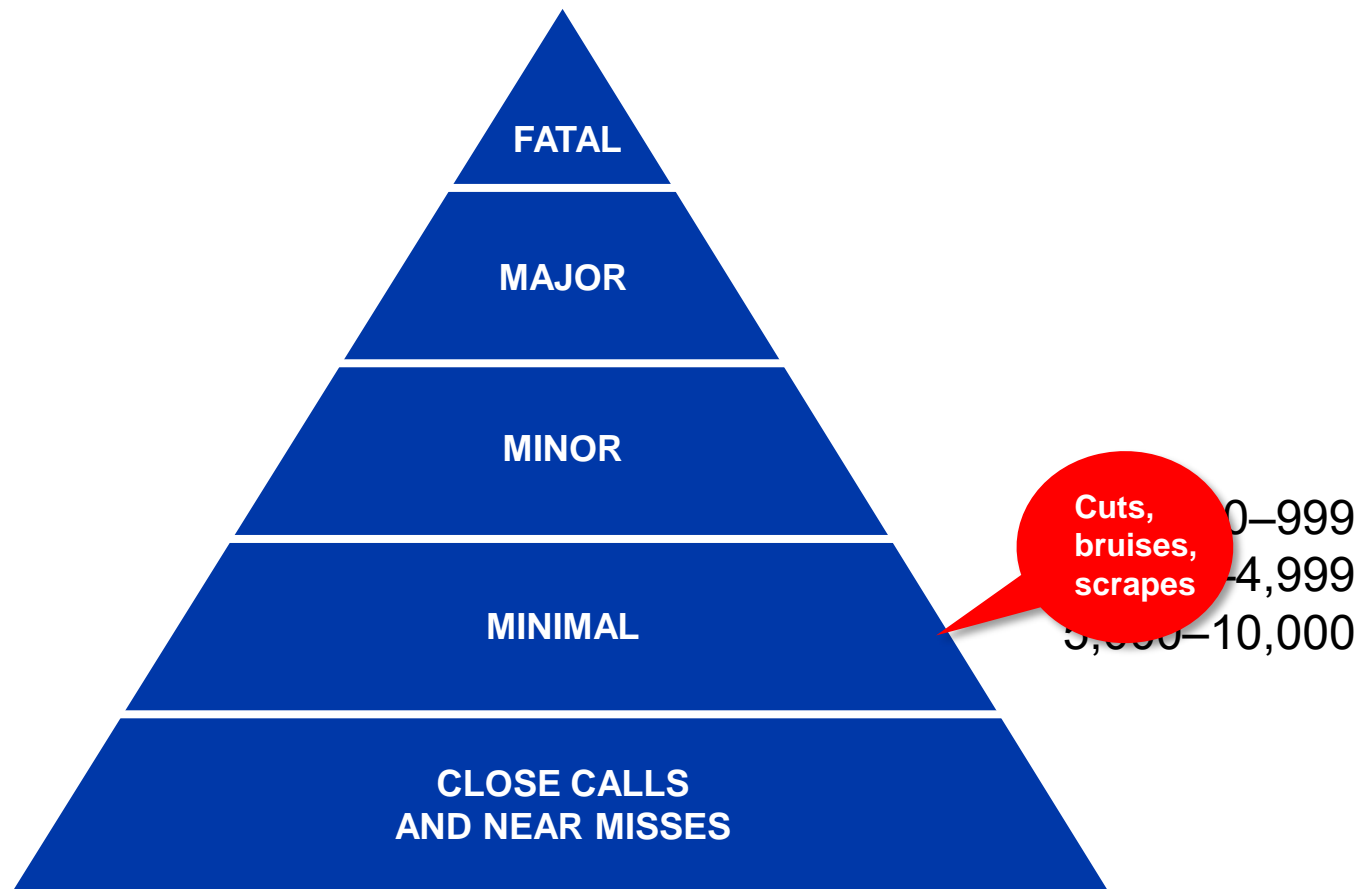 FATAL
MAJOR
MINOR
Cuts,
bruises,
scrapes
0–999
–4,999
–10,000
MINIMAL
CLOSE CALLS
AND NEAR MISSES